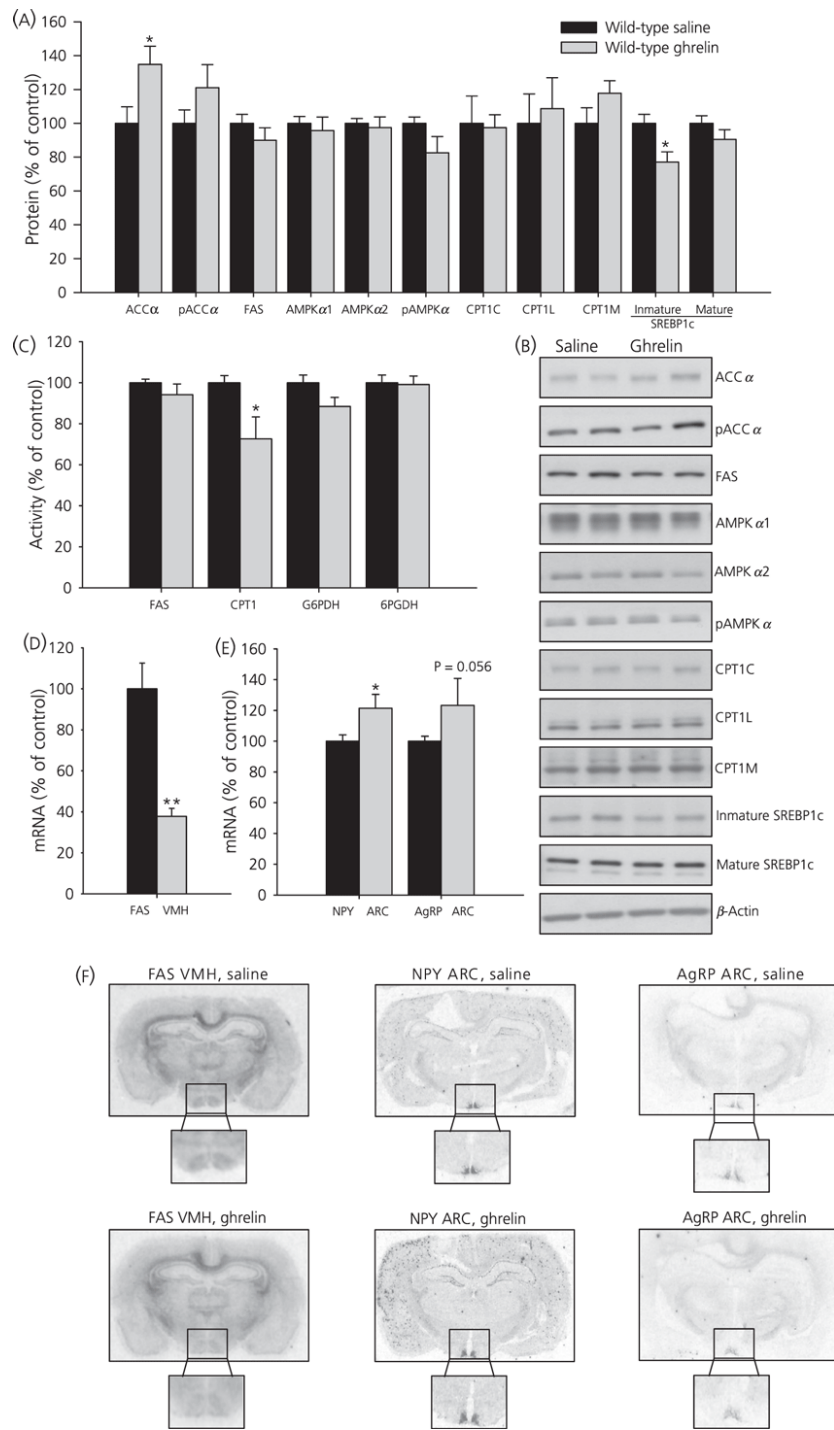 (A)
160
140
120
100
80
60
40
20
0
Protein (% of control)
Wild-type saline
Wild-type ghrelin
*
*
ACCα pACCα FAS AMPKα1 AMPKα2 pAMPKα CPT1C CPT1L CPT1M Inmature Mature
SREBP1c
(C)
120
100
80
60
40
20
0
Activity (% of control)
*
FAS CPT1 G6PDH 6PGDH
(B)
Saline Ghrelin
ACC α
pACC α
FAS
AMPK α1
AMPK α2
pAMPK α
CPT1C
CPT1L
CPT1M
Inmature SREBP1c
Mature SREBP1c
β-Actin
(D)
120
100
80
60
40
20
0
mRNA (% of control)
**
FAS VMH
(E)
160
140
120
100
80
60
40
20
0
mRNA (% of control)
*
P = 0.056
NPY ARC AgRP ARC
(F)
FAS VMH, saline NPY ARC, saline AgRP ARC, saline
FAS VMH, ghrelin NPY ARC, ghrelin AgRP ARC, ghrelin